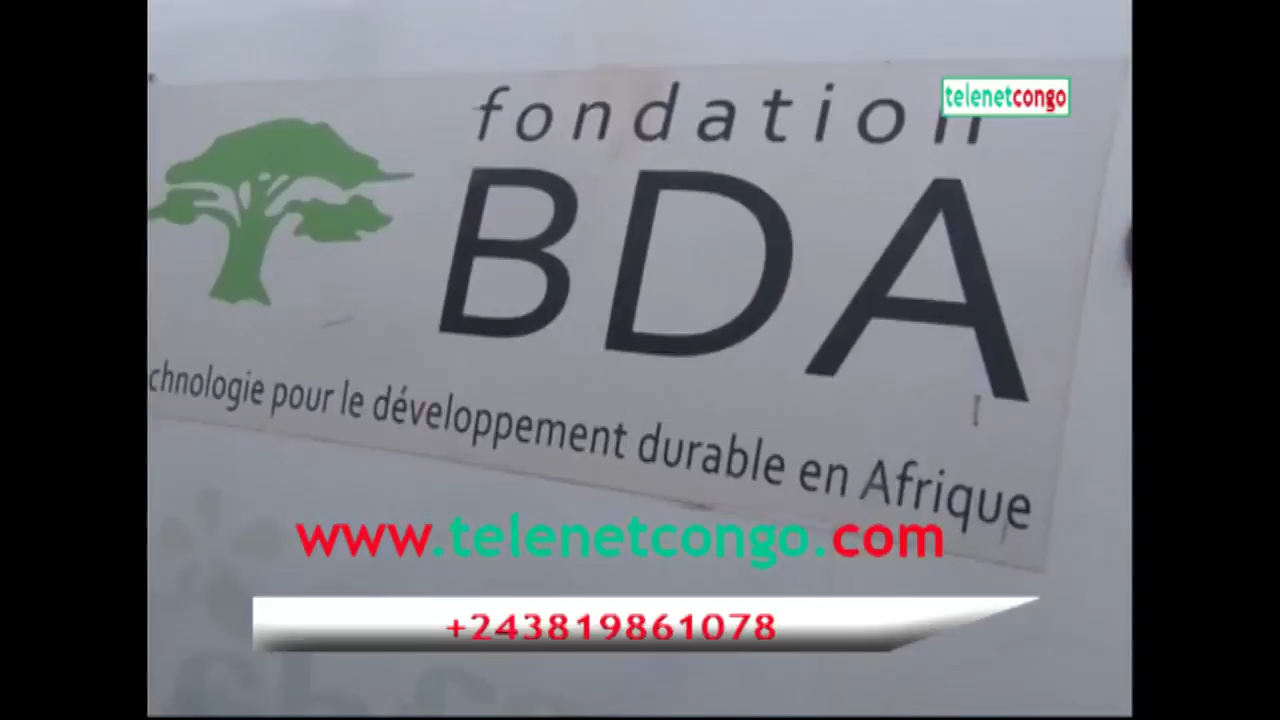 telenetcongo
fondation
BDA
chnologie pour le développement durable en Afrique
www.telenetcongo.com
+243819861078